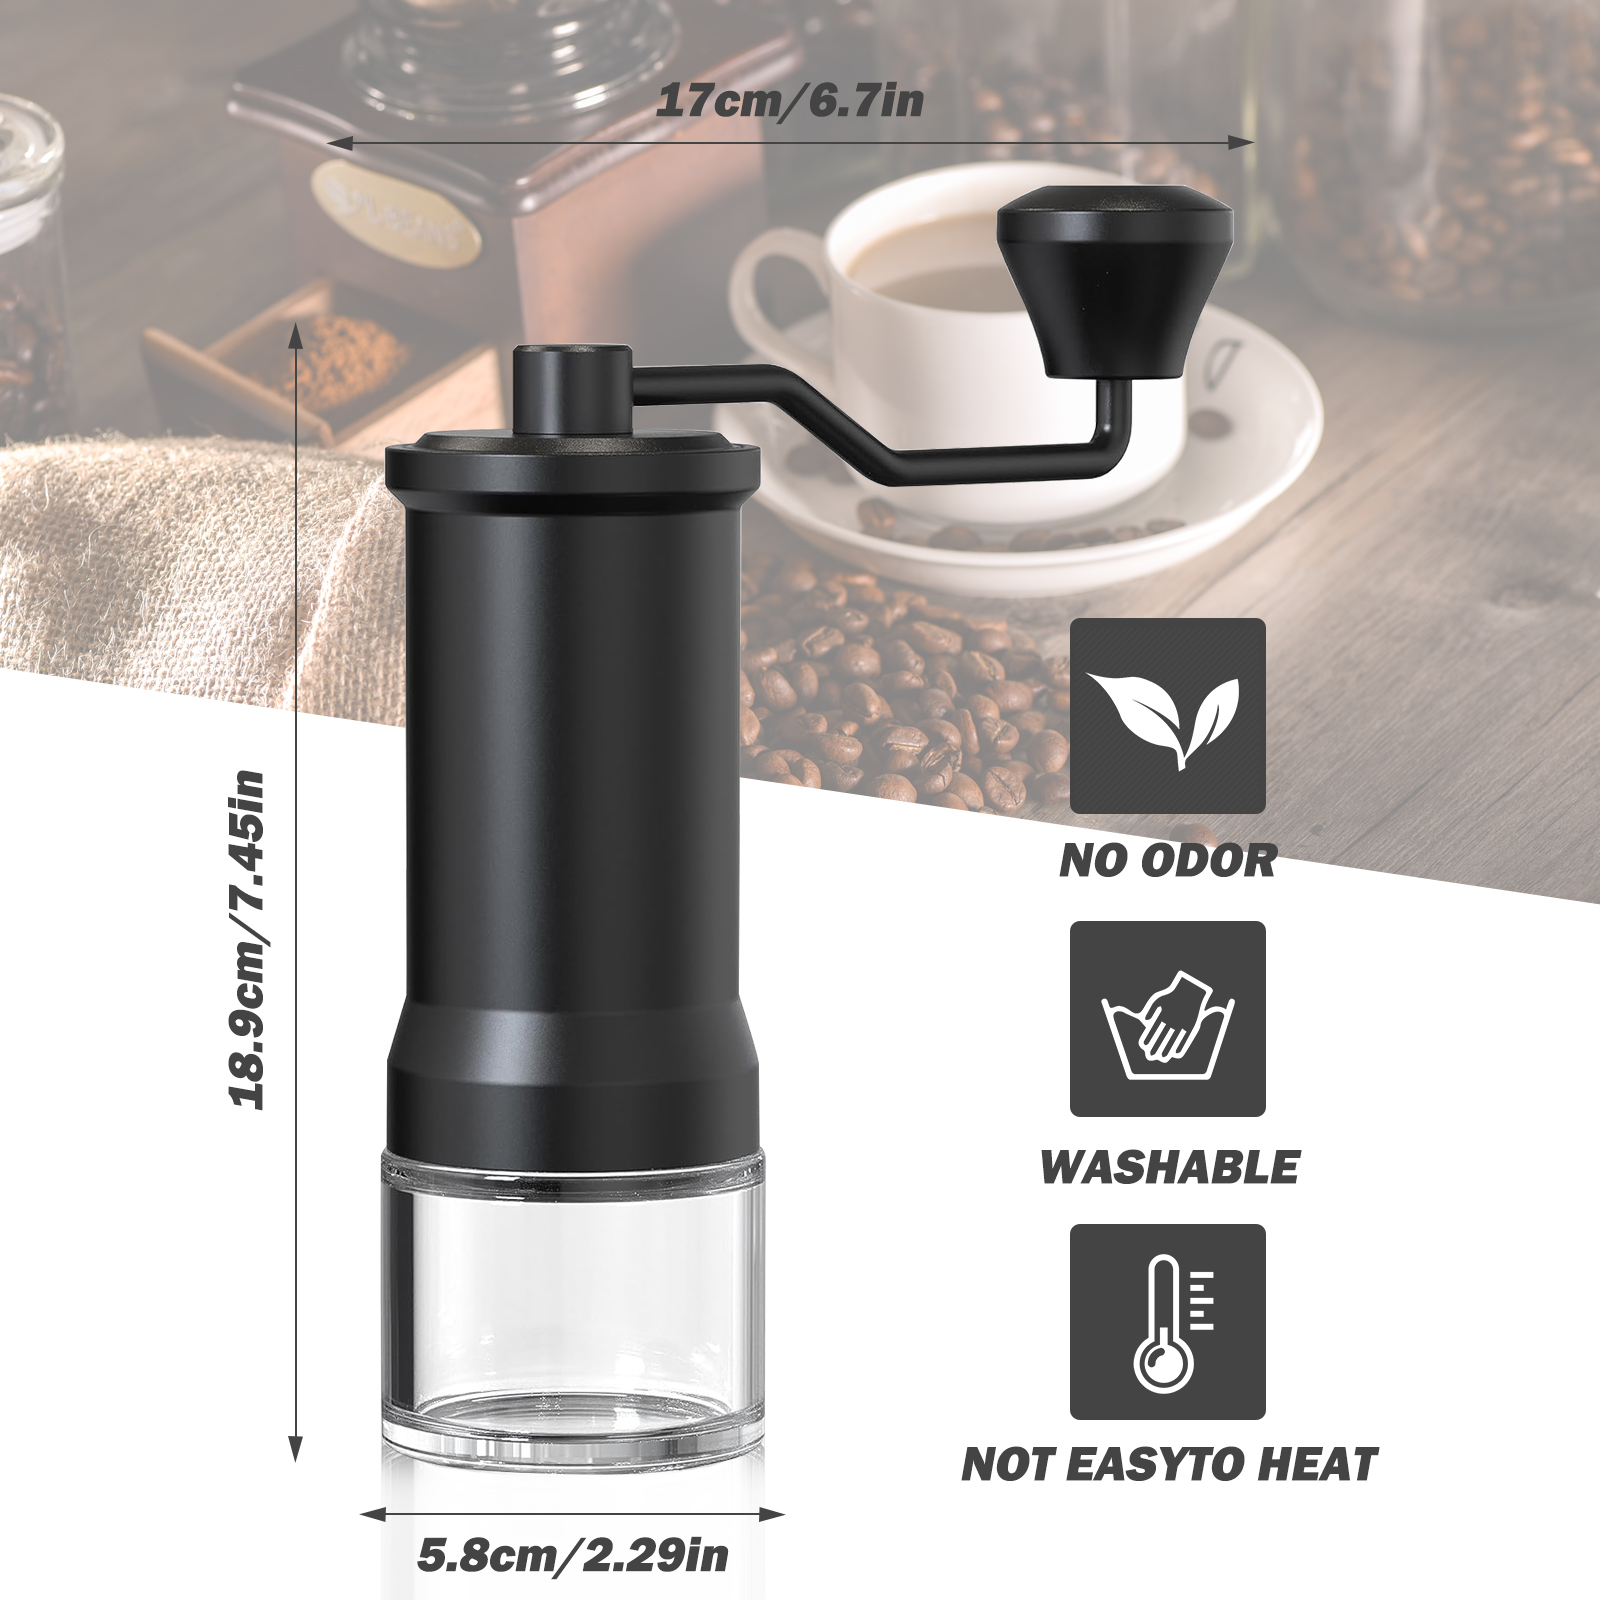 17cm/6.7in
18.9cm/7.45in
NO ODOR
WASHABLE
NOT EASYTO HEAT
5.8cm/2.29in